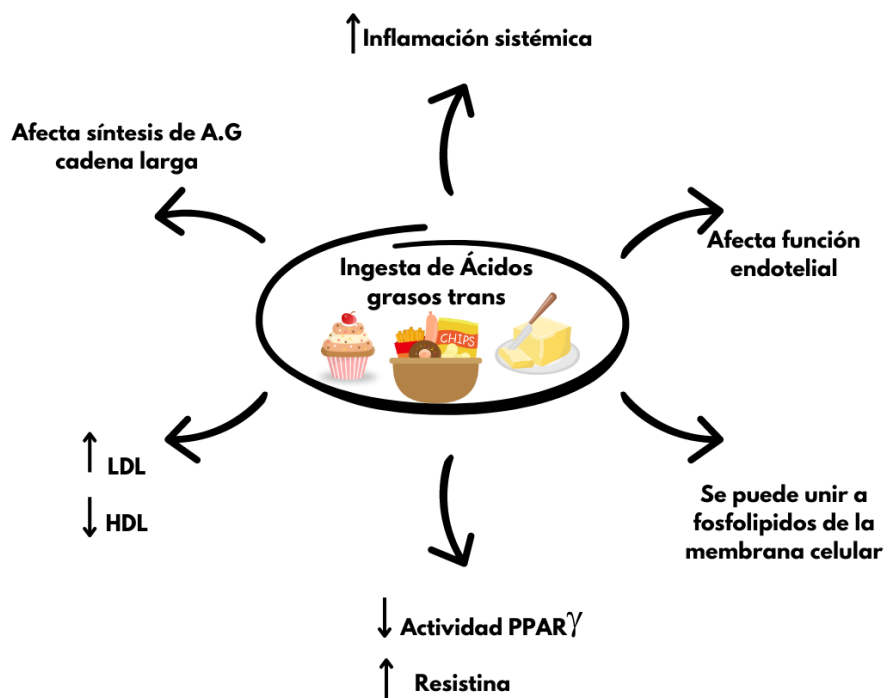 ↑ Inflamación sistémica
Afecta síntesis de A.G
cadena larga
Afecta función
endotelial
Ingesta de Ácidos
grasos trans
CHIPS
↑ LDL
↓ HDL
Se puede unir a
fosfolipidos de la
membrana celular
↓ Actividad PPARγ
↑ Resistina